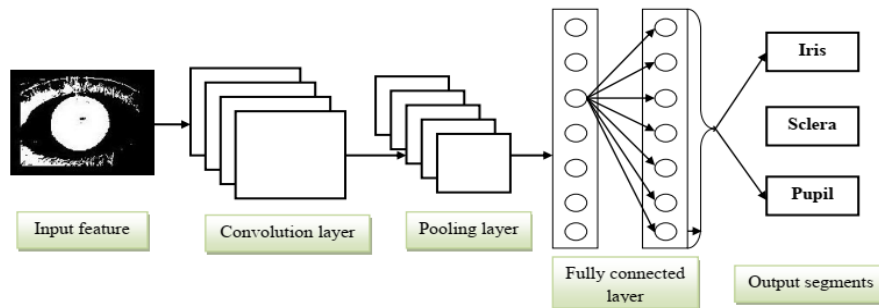 Iris
Sclera
Pupil
Input feature
Convolution layer
Pooling layer
Fully connected
layer
Output segments